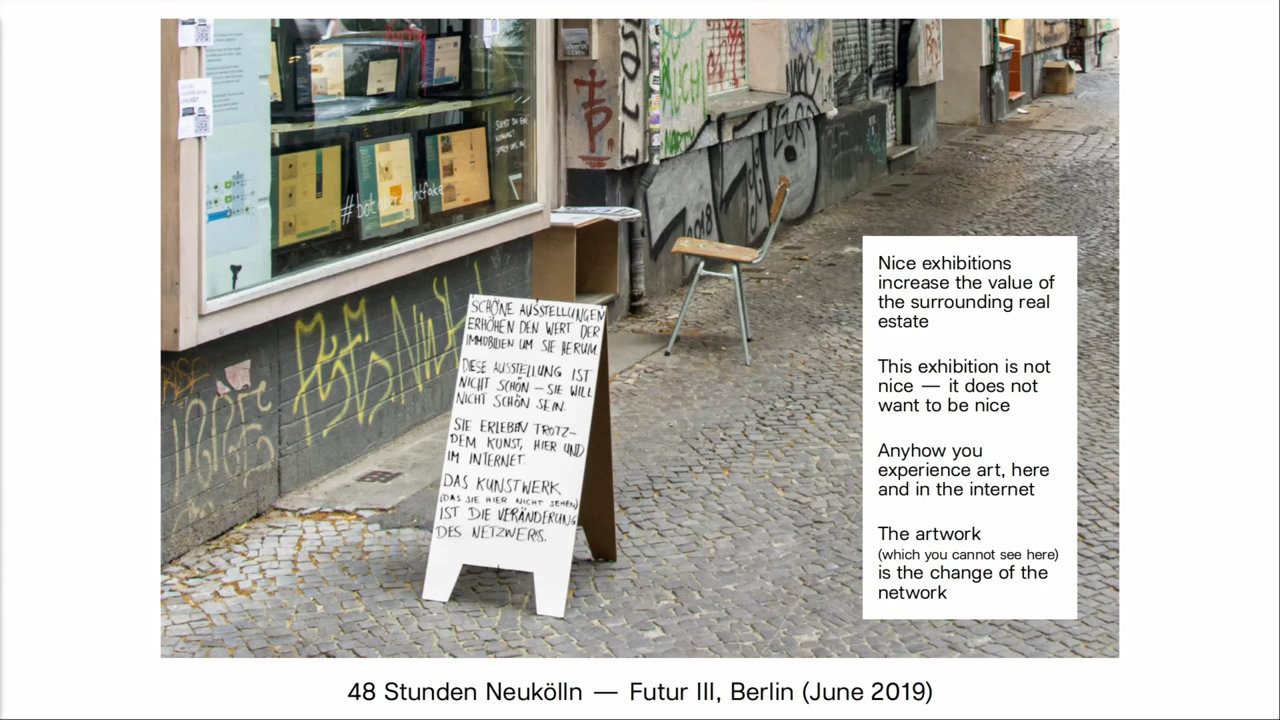 #bot
nichtfake
2018
SCHÖNE AUSSTELLUNGEN
ERHÖHEN DEN WERT DER
IMMOBILIEN UM SIE HERUM.
DIESE AUSSTELLUNG IST
NICHT SCHÖN – SIE WILL
NICHT SCHÖN SEIN.
SIE ERLEBEN TROTZ-
DEM KUNST, HIER UND
IM INTERNET.
DAS KUNSTWERK
(DAS SIE HIER NICHT SEHEN)
IST DIE VERÄNDERUNG
DES NETZWERKS.
Nice exhibitions
increase the value of
the surrounding real
estate
This exhibition is not
nice — it does not
want to be nice
Anyhow you
experience art, here
and in the internet
The artwork
(which you cannot see here)
is the change of the
network
48 Stunden Neukölln — Futur III, Berlin (June 2019)